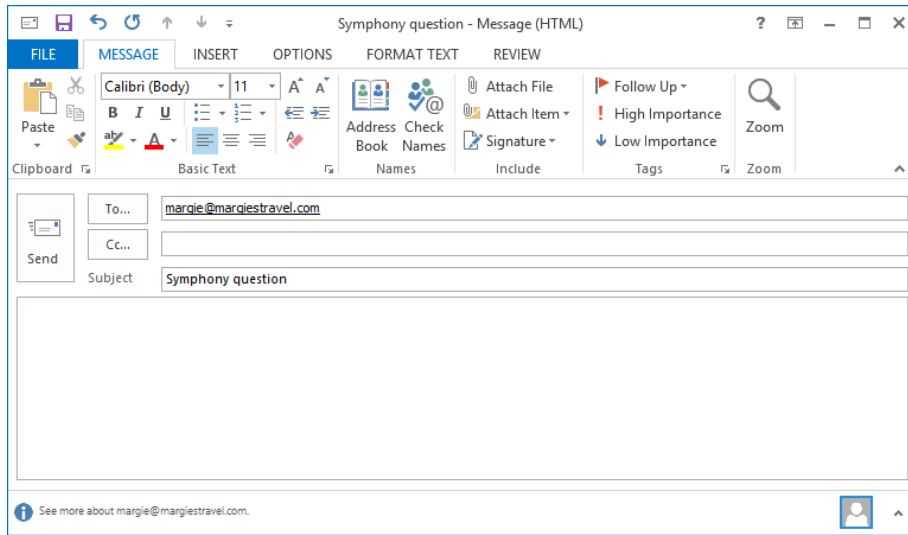 Symphony question - Message (HTML)
?
FILE MESSAGE INSERT OPTIONS FORMAT TEXT REVIEW
Calibri (Body) 11 A A Attach File Follow Up
B I U Attach Item High Importance
Paste Address Check Zoom
ab A Book Names Signature Low Importance
Clipboard Basic Text Names Include Tags Zoom
To... margie@margiestravel.com
Cc...
Send
Subject Symphony question
See more about margie@margiestravel.com.